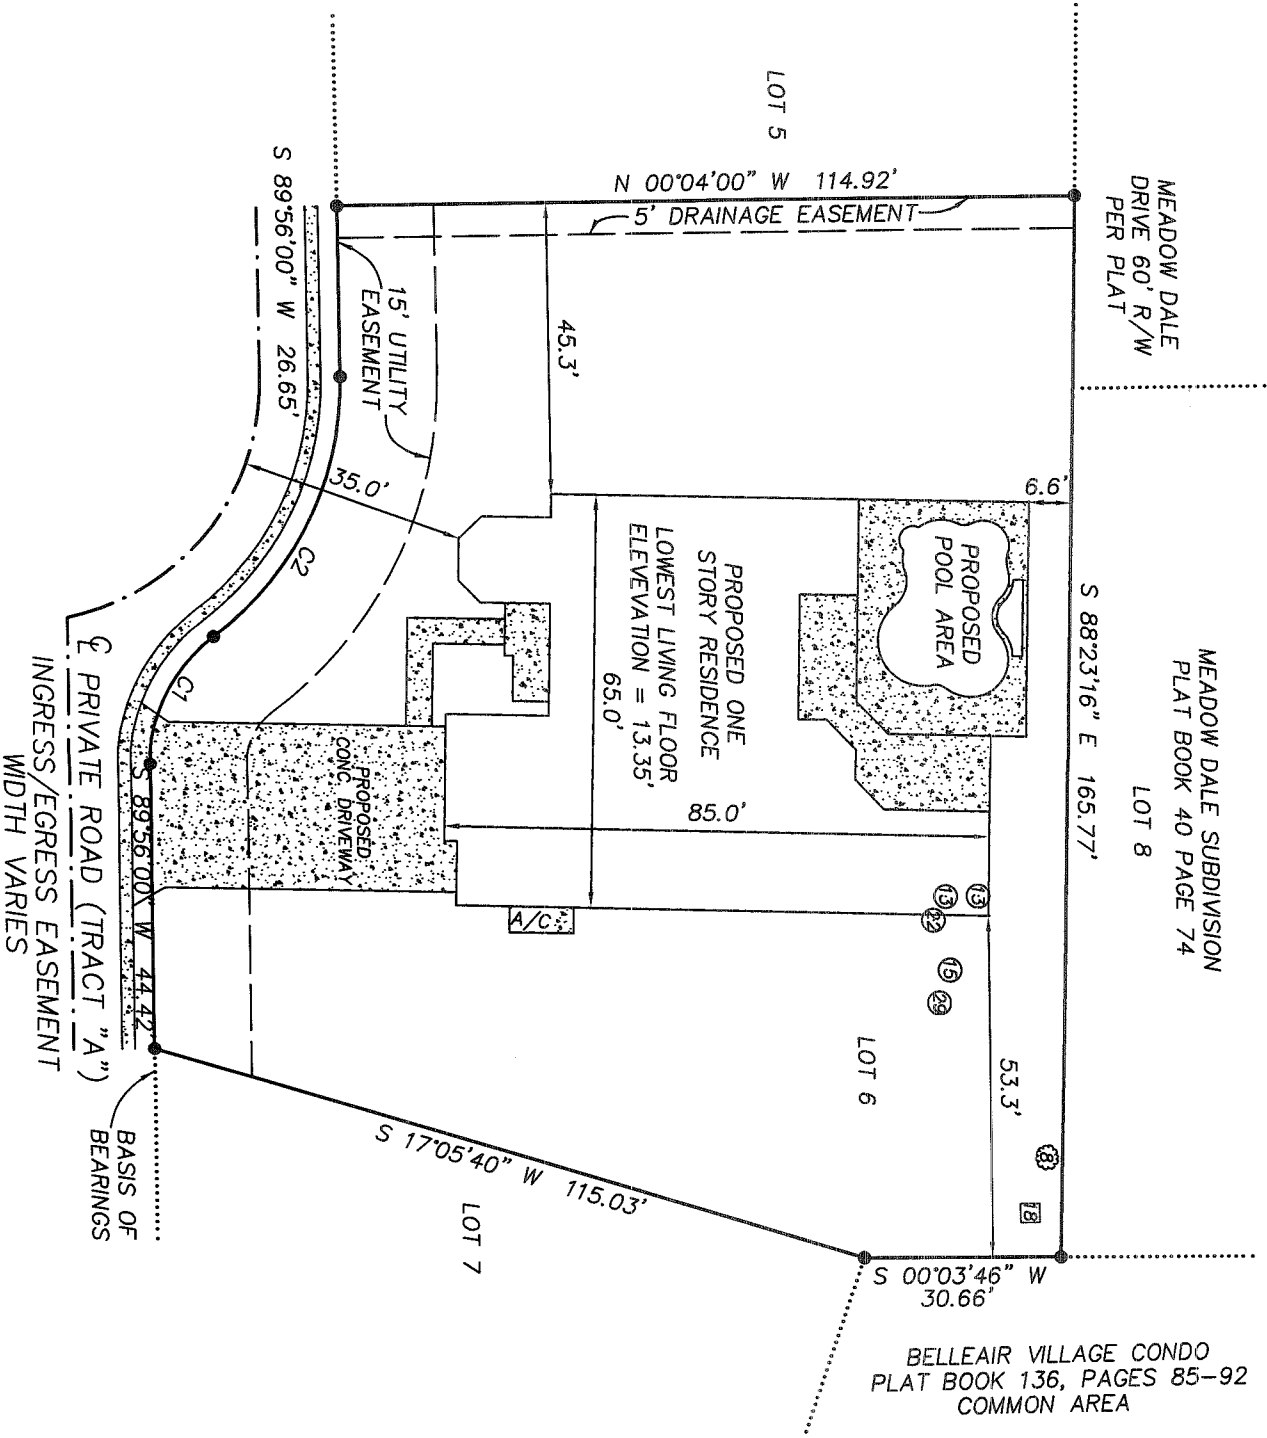 MEADOW DALE
DRIVE 60' R/W
PER PLAT
MEADOW DALE SUBDIVISION
PLAT BOOK 40 PAGE 74
LOT 8
S 88°23'16" E 165.77'
LOT 5
N 00°04'00" W 114.92'
5' DRAINAGE EASEMENT
6.6'
PROPOSED
POOL AREA
45.3'
PROPOSED ONE
STORY RESIDENCE
LOWEST LIVING FLOOR
ELEVEVATION = 13.35'
65.0'
85.0'
13
13
22
15
29
8
18
LOT 6
53.3'
A/C
S 00°03'46" W
30.66'
BELLEAIR VILLAGE CONDO
PLAT BOOK 136, PAGES 85-92
COMMON AREA
15' UTILITY
EASEMENT
35.0'
S 89°56'00" W 26.65'
C2
C1
PROPOSED
CONC. DRIVEWAY
S 89°56'00" W 44.42'
S 17°05'40" W 115.03'
LOT 7
BASIS OF
BEARINGS
℄ PRIVATE ROAD (TRACT "A")
INGRESS/EGRESS EASEMENT
WIDTH VARIES